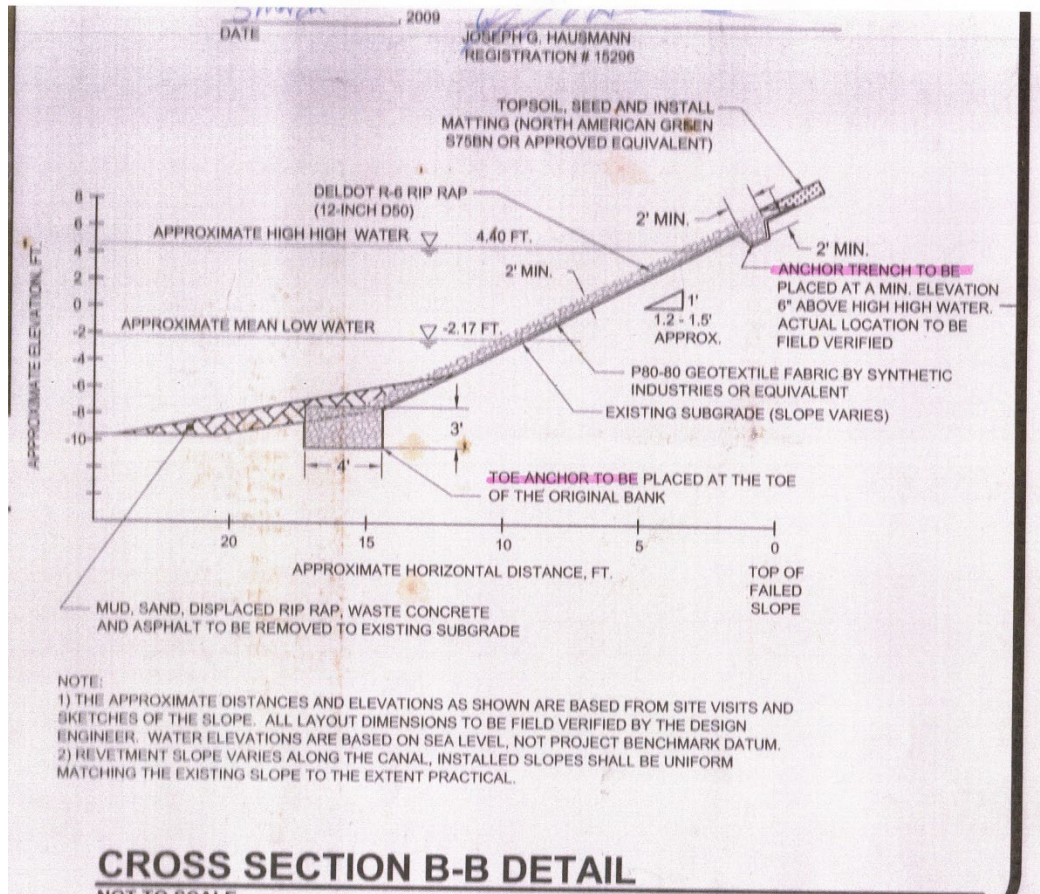 , 2009
DATE
JOSEPH G. HAUSMANN
REGISTRATION # 15296
TOPSOIL, SEED AND INSTALL
MATTING (NORTH AMERICAN GREEN
S75BN OR APPROVED EQUIVALENT)
DELDOT R-6 RIP RAP
(12-INCH D50)
2' MIN.
APPROXIMATE HIGH HIGH WATER
4.40 FT.
2' MIN.
2' MIN.
ANCHOR TRENCH TO BE
PLACED AT A MIN. ELEVATION
6" ABOVE HIGH HIGH WATER.
ACTUAL LOCATION TO BE
FIELD VERIFIED
1'
1.2 - 1.5'
APPROX.
APPROXIMATE MEAN LOW WATER
-2.17 FT.
P80-80 GEOTEXTILE FABRIC BY SYNTHETIC
INDUSTRIES OR EQUIVALENT
EXISTING SUBGRADE (SLOPE VARIES)
8
6
4
2
0
-2
-4
-6
-8
-10
APPROXIMATE ELEVATION, FT.
3'
4'
TOE ANCHOR TO BE PLACED AT THE TOE
OF THE ORIGINAL BANK
20
15
10
5
0
APPROXIMATE HORIZONTAL DISTANCE, FT.
TOP OF
FAILED
SLOPE
MUD, SAND, DISPLACED RIP RAP, WASTE CONCRETE
AND ASPHALT TO BE REMOVED TO EXISTING SUBGRADE
NOTE:
1) THE APPROXIMATE DISTANCES AND ELEVATIONS AS SHOWN ARE BASED FROM SITE VISITS AND
SKETCHES OF THE SLOPE. ALL LAYOUT DIMENSIONS TO BE FIELD VERIFIED BY THE DESIGN
ENGINEER. WATER ELEVATIONS ARE BASED ON SEA LEVEL, NOT PROJECT BENCHMARK DATUM.
2) REVETMENT SLOPE VARIES ALONG THE CANAL, INSTALLED SLOPES SHALL BE UNIFORM
MATCHING THE EXISTING SLOPE TO THE EXTENT PRACTICAL.
CROSS SECTION B-B DETAIL
NOT TO SCALE